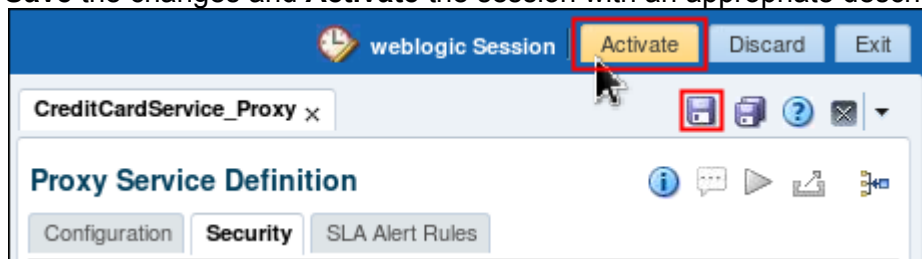 Save the changes and Activate the session with an appropriate descr
weblogic Session Activate Discard Exit
CreditCardService_Proxy x
Proxy Service Definition
Configuration Security SLA Alert Rules